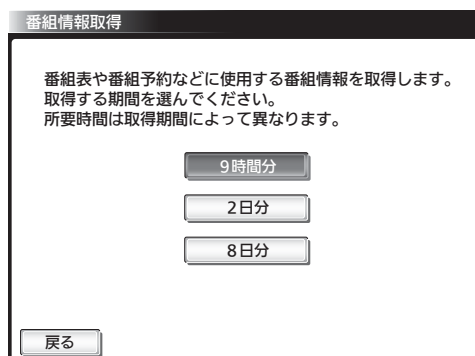 番組情報取得
番組表や番組予約などに使用する番組情報を取得します。
取得する期間を選んでください。
所要時間は取得期間によって異なります。
9時間分
2日分
8日分
戻る